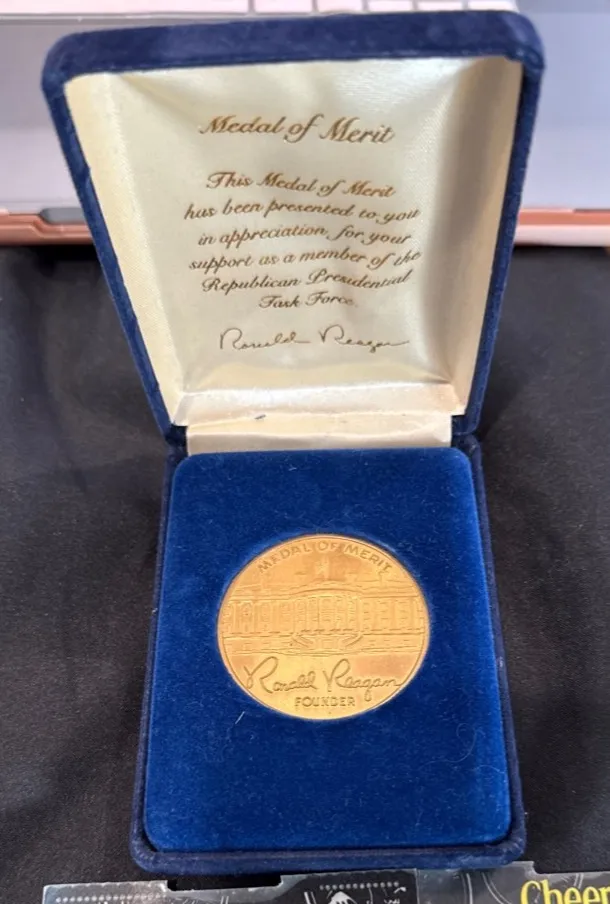 Medal of Merit
This Medal of Merit
has been presented to you
in appreciation for your
support as a member of the
Republican Presidential
Task Force
Ronald Reagan
MEDAL OF MERIT
Ronald Reagan
FOUNDER
Cheer